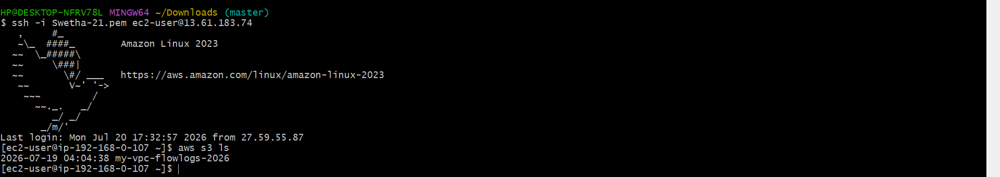 HP@DESKTOP-NFRV78L MINGW64 ~/Downloads (master)
$ ssh -i Swetha-21.pem ec2-user@13.61.183.74
   ,     #_
   ~\_  ####_        Amazon Linux 2023
  ~~  \_#####\
  ~~     \###|
  ~~       \#/ ___   https://aws.amazon.com/linux/amazon-linux-2023
   ~~       V~' '->
    ~~~         /
      ~~._.   _/
         _/ _/
       _/m/'
Last login: Mon Jul 20 17:32:57 2026 from 27.59.55.87
[ec2-user@ip-192-168-0-107 ~]$ aws s3 ls
2026-07-19 04:04:38 my-vpc-flowlogs-2026
[ec2-user@ip-192-168-0-107 ~]$